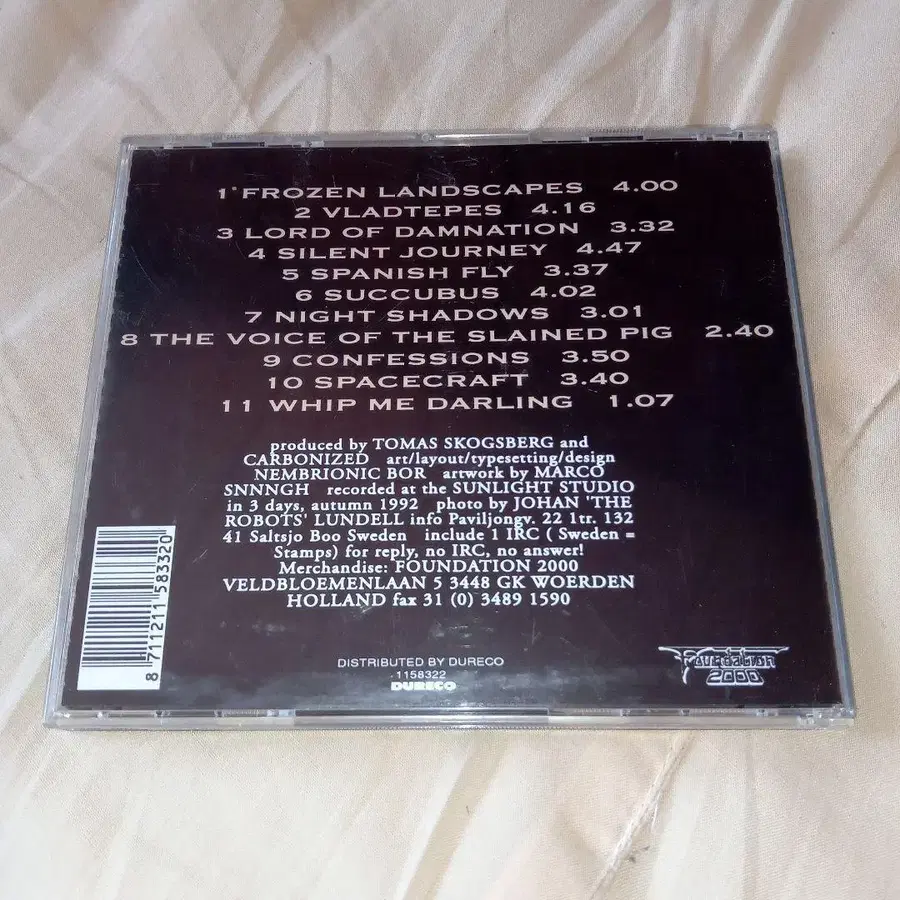 1 FROZEN LANDSCAPES 4.00
2 VLADTEPES 4.16
3 LORD OF DAMNATION 3.32
4 SILENT JOURNEY 4.47
5 SPANISH FLY 3.37
6 SUCCUBUS 4.02
7 NIGHT SHADOWS 3.01
8 THE VOICE OF THE SLAINED PIG 2.40
9 CONFESSIONS 3.50
10 SPACECRAFT 3.40
11 WHIP ME DARLING 1.07
produced by TOMAS SKOGSBERG and
CARBONIZED art/layout/typesetting/design
NEMBRIONIC BOR artwork by MARCO
SNNNGH recorded at the SUNLIGHT STUDIO
in 3 days, autumn 1992 photo by JOHAN 'THE
ROBOTS' LUNDELL info Paviljongv. 22 1tr. 132
41 Saltsjo Boo Sweden include 1 IRC ( Sweden =
Stamps) for reply, no IRC, no answer!
Merchandise: FOUNDATION 2000
VELDBLOEMENLAAN 5 3448 GK WOERDEN
HOLLAND fax 31 (0) 3489 1590
8 711211 583320
DISTRIBUTED BY DURECO
1158322
DURECO
Foundation
2000